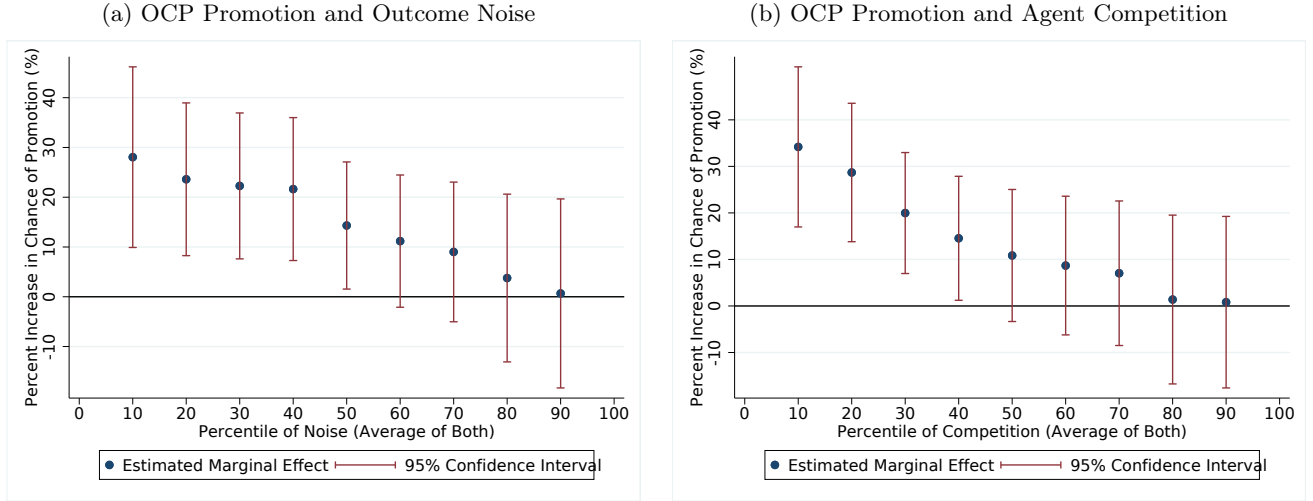 (a) OCP Promotion and Outcome Noise
Percent Increase in Chance of Promotion (%)
40
30
20
10
0
-10
0 10 20 30 40 50 60 70 80 90 100
Percentile of Noise (Average of Both)
Estimated Marginal Effect 95% Confidence Interval
(b) OCP Promotion and Agent Competition
Percent Increase in Chance of Promotion (%)
40
30
20
10
0
-10
0 10 20 30 40 50 60 70 80 90 100
Percentile of Competition (Average of Both)
Estimated Marginal Effect 95% Confidence Interval